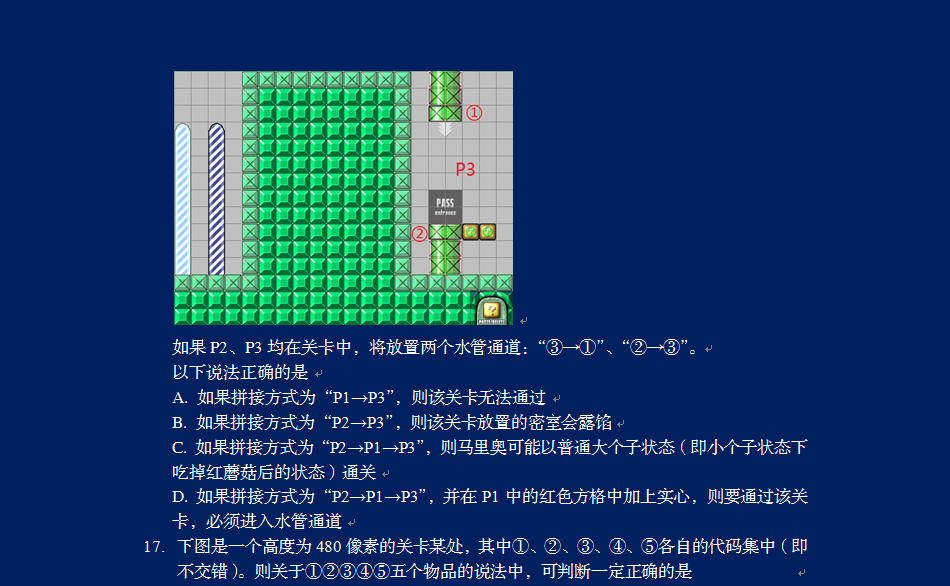 ①
P3
PASS
entrance
②
如果 P2、P3 均在关卡中，将放置两个水管通道：“③→①”、“②→③”。
以下说法正确的是
A. 如果拼接方式为“P1→P3”，则该关卡无法通过
B. 如果拼接方式为“P2→P3”，则该关卡放置的密室会露馅
C. 如果拼接方式为“P2→P1→P3”，则马里奥可能以普通大个子状态（即小个子状态下
吃掉红蘑菇后的状态）通关
D. 如果拼接方式为“P2→P1→P3”，并在 P1 中的红色方格中加上实心，则要通过该关
卡，必须进入水管通道
17. 下图是一个高度为 480 像素的关卡某处，其中①、②、③、④、⑤各自的代码集中（即
不交错）。则关于①②③④⑤五个物品的说法中，可判断一定正确的是